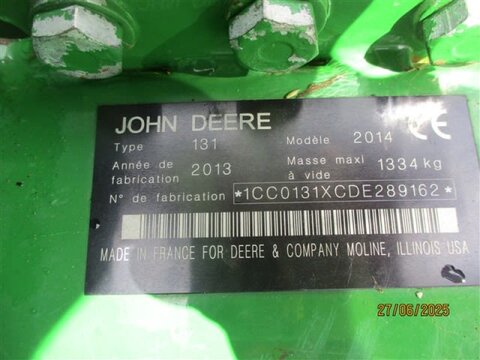 JOHN DEERE
CE
Type 131 Modèle 2014
Année de fabrication 2013 Masse maxi à vide 1334 kg
N° de fabrication *1CC0131XCDE289162*
MADE IN FRANCE FOR DEERE & COMPANY MOLINE, ILLINOIS USA
27/06/2025